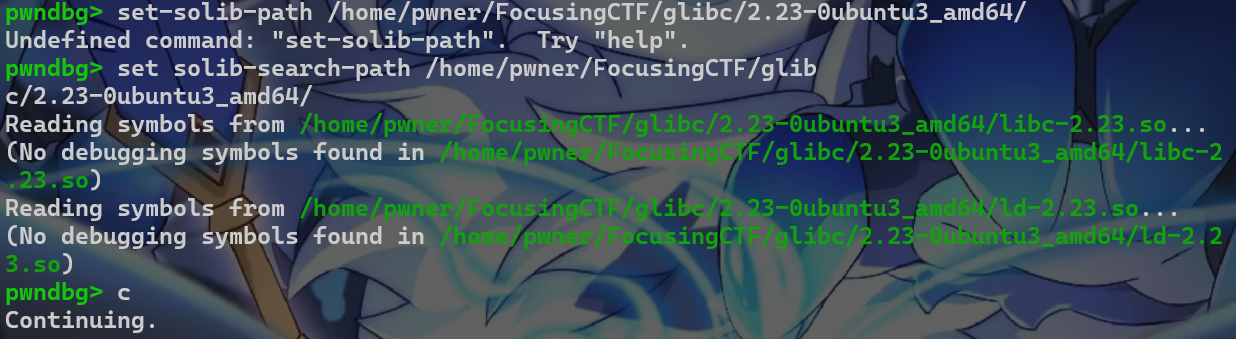 pwndbg> set-solib-path /home/pwner/FocusingCTF/glibc/2.23-0ubuntu3_amd64/
Undefined command: "set-solib-path".  Try "help".
pwndbg> set solib-search-path /home/pwner/FocusingCTF/glib
c/2.23-0ubuntu3_amd64/
Reading symbols from /home/pwner/FocusingCTF/glibc/2.23-0ubuntu3_amd64/libc-2.23.so...
(No debugging symbols found in /home/pwner/FocusingCTF/glibc/2.23-0ubuntu3_amd64/libc-2
.23.so)
Reading symbols from /home/pwner/FocusingCTF/glibc/2.23-0ubuntu3_amd64/ld-2.23.so...
(No debugging symbols found in /home/pwner/FocusingCTF/glibc/2.23-0ubuntu3_amd64/ld-2.2
3.so)
pwndbg> c
Continuing.